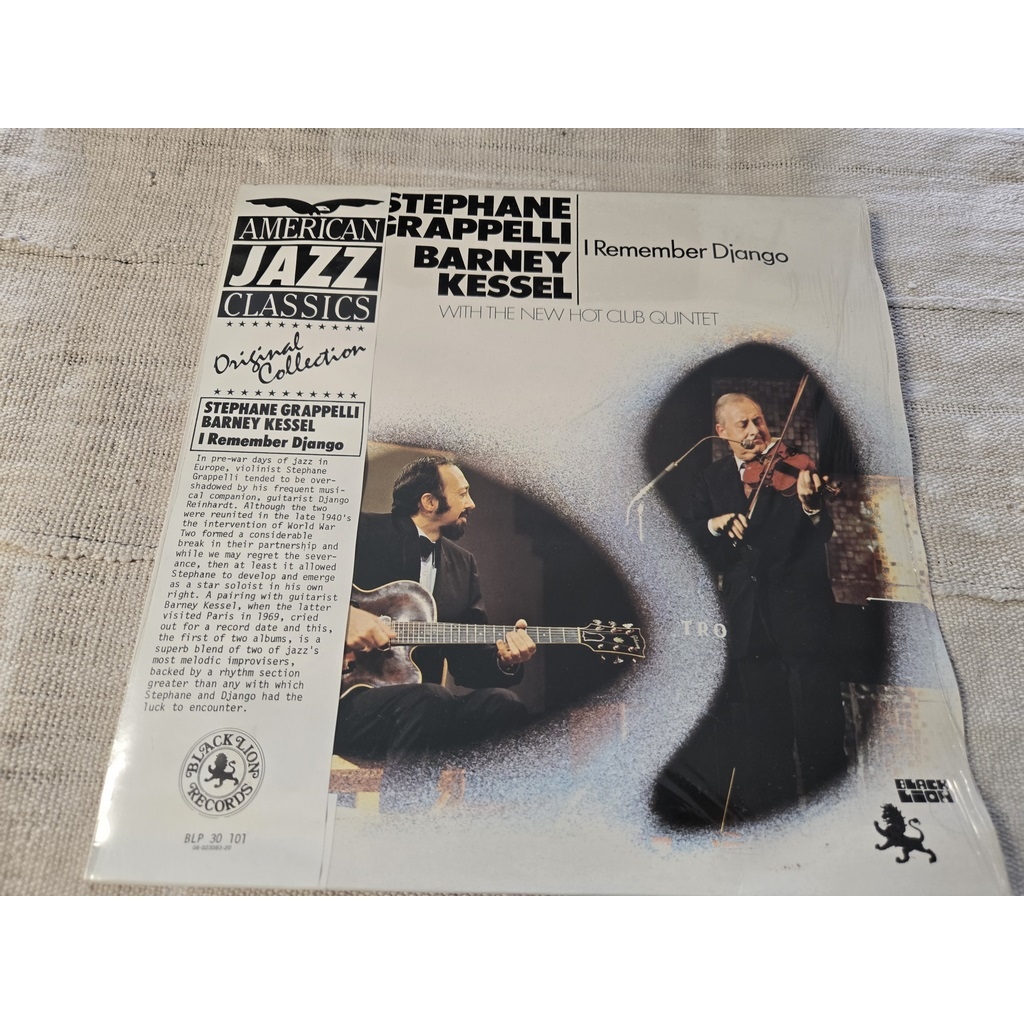 AMERICAN
JAZZ
CLASSICS
Original
Collection
STEPHANE GRAPPELLI
BARNEY KESSEL
I Remember Django
In pre-war days of jazz in
Europe, violinist Stephane
Grappelli tended to be over-
shadowed by his frequent musi-
cal companion, guitarist Django
Reinhardt. Although the two
were reunited in the late 1940's
the intervention of World War
Two formed a considerable
break in their partnership and
while we may regret the sever-
ance, then at least it allowed
Stephane to develop and emerge
as a star soloist in his own
right. A pairing with guitarist
Barney Kessel, when the latter
visited Paris in 1969, cried
out for a record date and this,
the first of two albums, is a
superb blend of two of jazz's
most melodic improvisers,
backed by a rhythm section
greater than any with which
Stephane and Django had the
luck to encounter.
BLACK LION
RECORDS
BLP 30 101
STEPHANE
GRAPPELLI
BARNEY
KESSEL
I Remember Django
WITH THE NEW HOT CLUB QUINTET
TRO
BLACK
LION